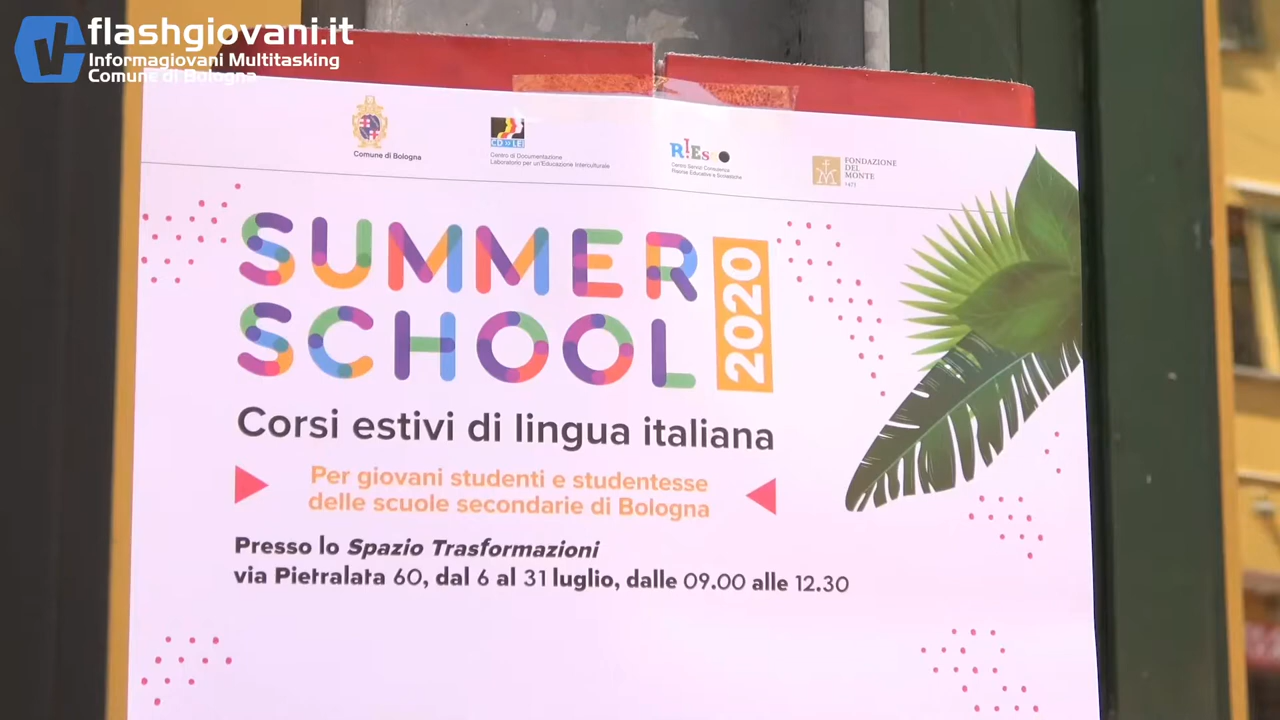 flashgiovani.it
Informagiovani Multitasking
Comune di Bologna
Comune di Bologna
CD >> LEI
Centro di Documentazione
Laboratorio per un'Educazione Interculturale
R!Esco
Centro Servizi Consulenza
Risorse Educative e Scolastiche
FONDAZIONE
DEL
MONTE
1473
SUMMER
SCHOOL
2020
Corsi estivi di lingua italiana
Per giovani studenti e studentesse
delle scuole secondarie di Bologna
Presso lo Spazio Trasformazioni
via Pietralata 60, dal 6 al 31 luglio, dalle 09.00 alle 12.30